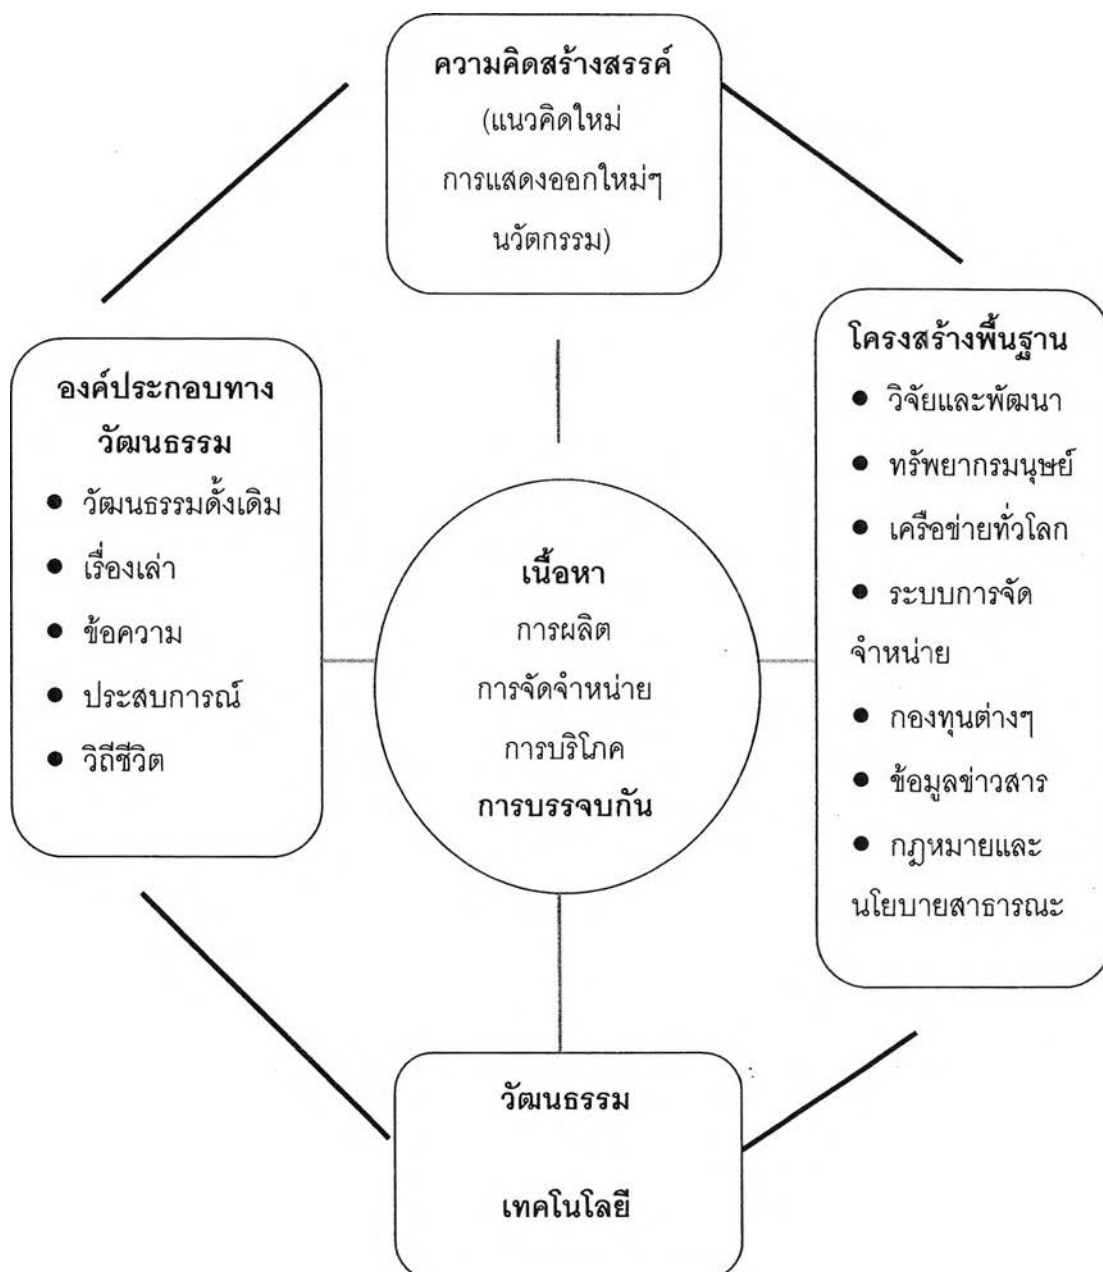 ความคิดสร้างสรรค์
(แนวคิดใหม่
การแสดงออกใหม่ๆ
นวัตกรรม)
องค์ประกอบทาง
วัฒนธรรม
● วัฒนธรรมดั้งเดิม
● เรื่องเล่า
● ข้อความ
● ประสบการณ์
● วิถีชีวิต
เนื้อหา
การผลิต
การจัดจำหน่าย
การบริโภค
การบรรจบกัน
โครงสร้างพื้นฐาน
● วิจัยและพัฒนา
● ทรัพยากรมนุษย์
● เครือข่ายทั่วโลก
● ระบบการจัด
จำหน่าย
● กองทุนต่างๆ
● ข้อมูลข่าวสาร
● กฎหมายและ
นโยบายสาธารณะ
วัฒนธรรม
เทคโนโลยี